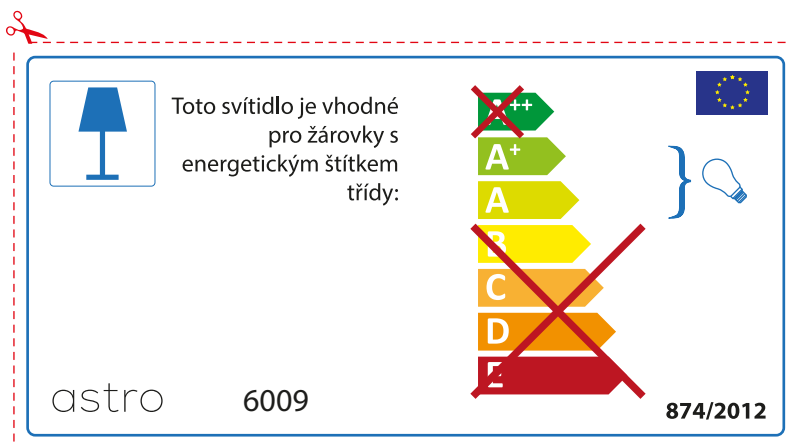 Toto svítidlo je vhodné
pro žárovky s
energetickým štítkem
třídy:
A++
A+
A
B
C
D
E
astro
6009
874/2012